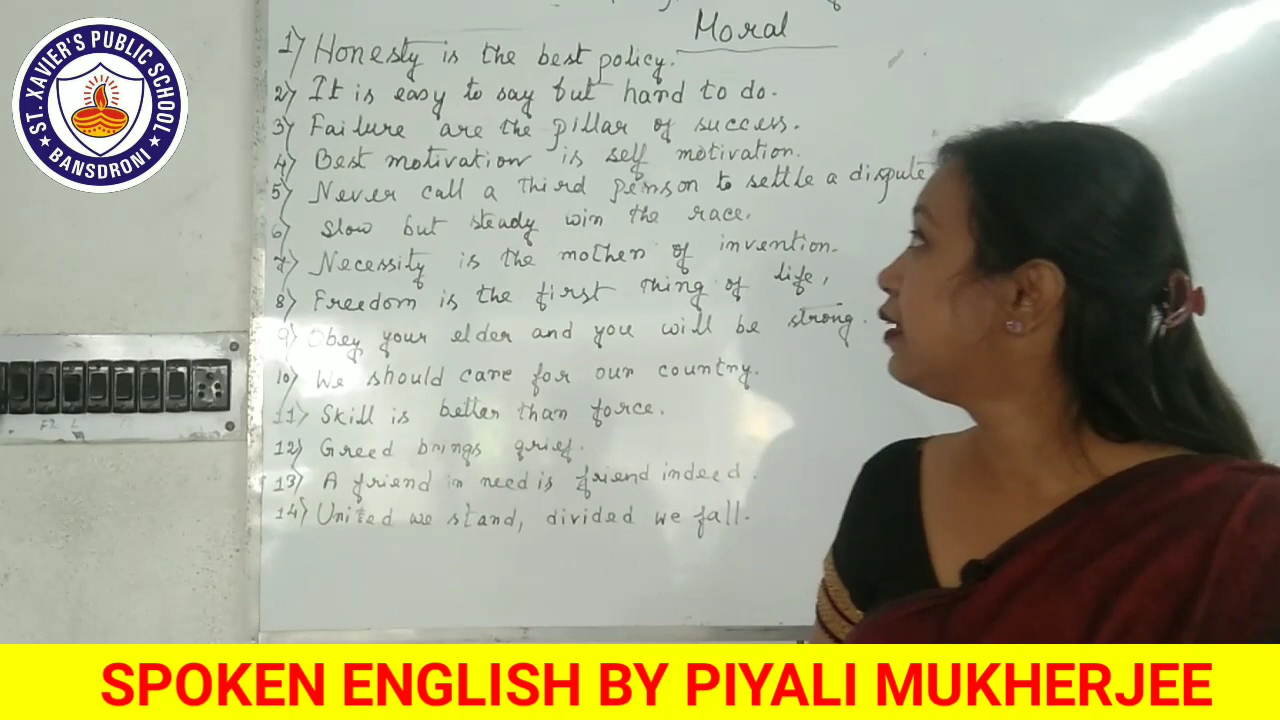 ST. XAVIER'S PUBLIC SCHOOL
★ BANSDRONI ★
Moral
1) Honesty is the best policy.
2) It is easy to say but hard to do.
3) Failure are the pillar of success.
4) Best motivation is self motivation.
5) Never call a third person to settle a dispute
6) Slow but steady win the race.
7) Necessity is the mother of invention.
8) Freedom is the first thing of life,
9) Obey your elder and you will be strong.
10) We should care for our country.
11) Skill is better than force.
12) Greed brings grief.
13) A friend in need is friend indeed.
14) United we stand, divided we fall.
SPOKEN ENGLISH BY PIYALI MUKHERJEE